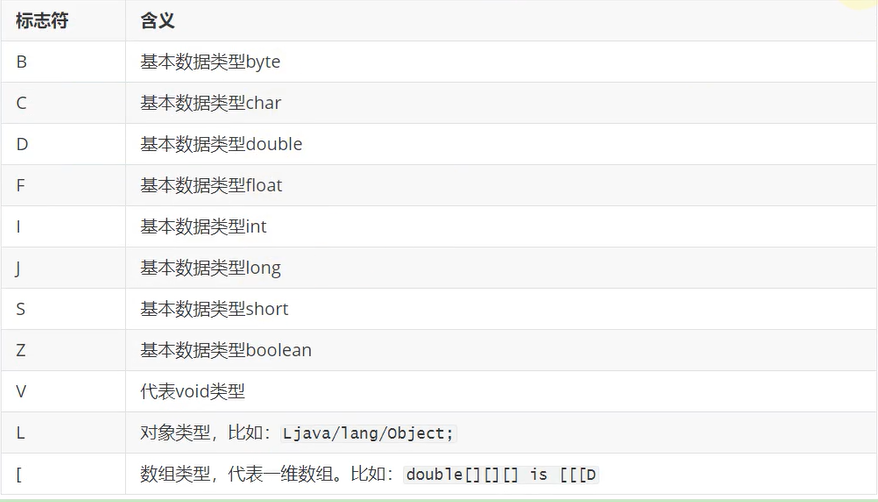 标志符 含义
B 基本数据类型byte
C 基本数据类型char
D 基本数据类型double
F 基本数据类型float
I 基本数据类型int
J 基本数据类型long
S 基本数据类型short
Z 基本数据类型boolean
V 代表void类型
L 对象类型，比如：Ljava/lang/Object;
[ 数组类型，代表一维数组。比如：double[][][] is [[[D